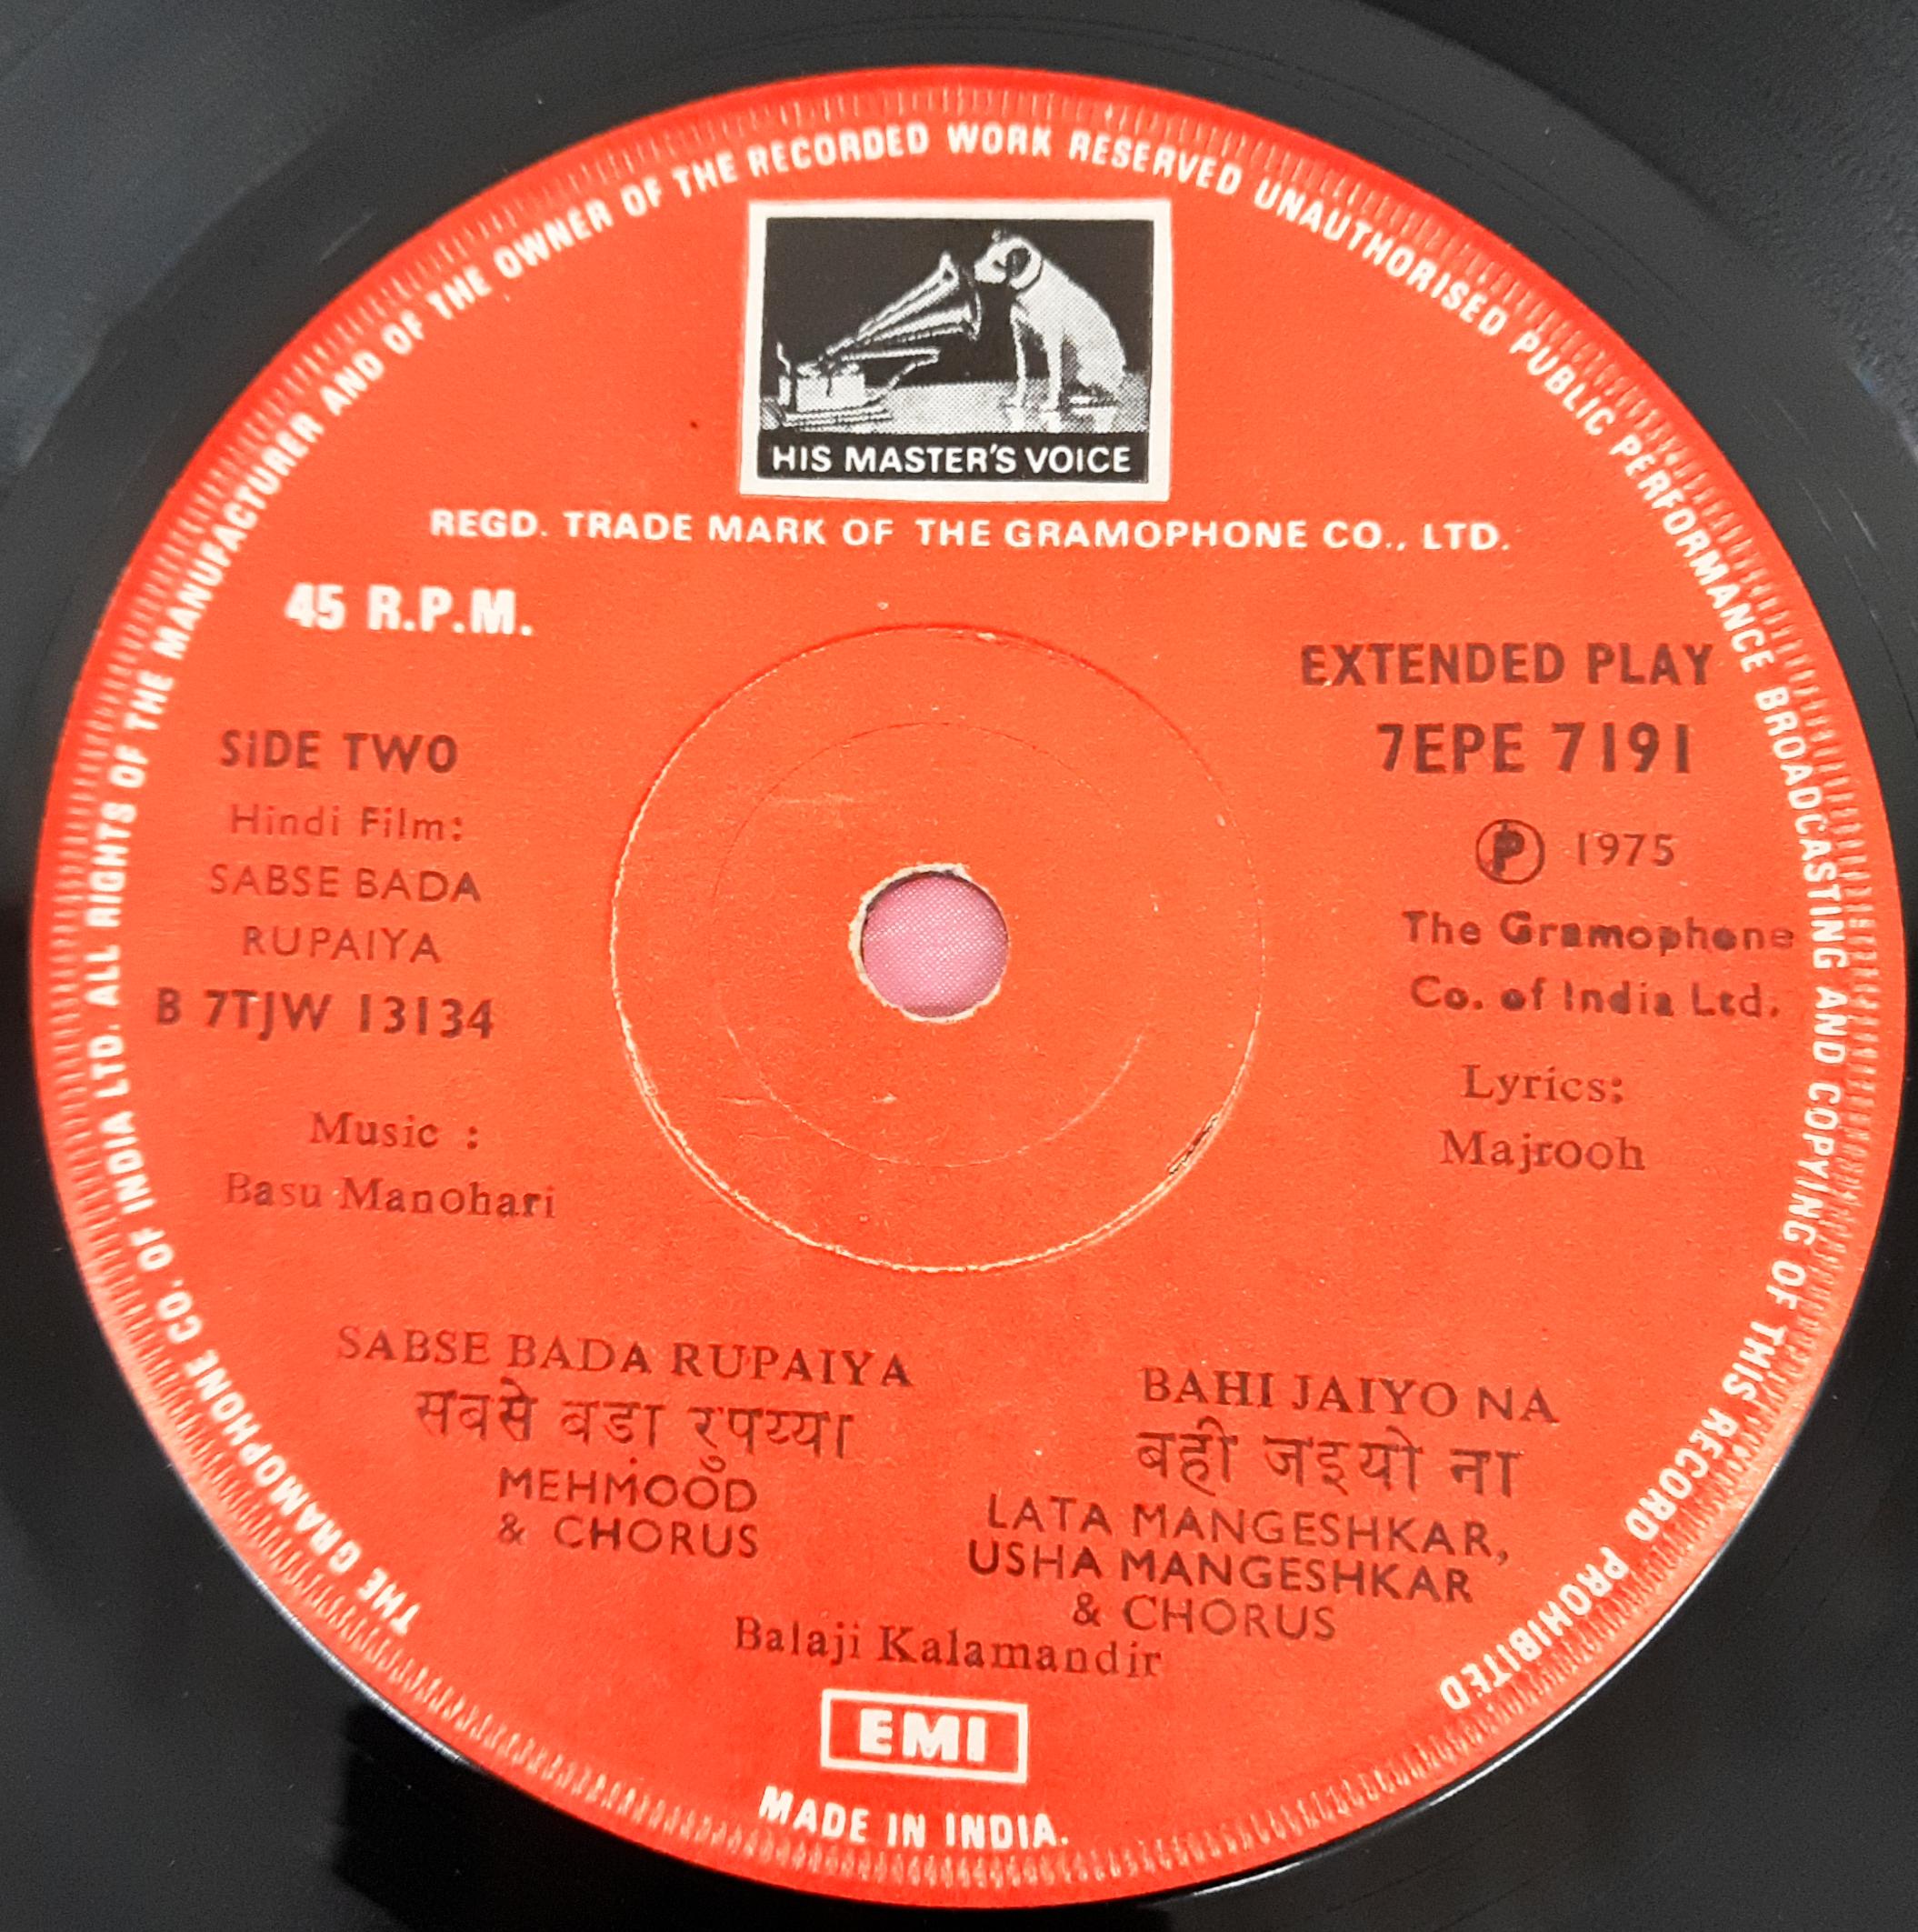 THE GRAMOPHONE CO. OF INDIA LTD. ALL RIGHTS OF THE MANUFACTURER AND OF THE OWNER OF THE RECORDED WORK RESERVED UNAUTHORISED PUBLIC PERFORMANCE BROADCASTING AND COPYING OF THIS RECORD PROHIBITED
HIS MASTER'S VOICE
REGD. TRADE MARK OF THE GRAMOPHONE CO., LTD.
45 R.P.M.
SIDE TWO
Hindi Film:
SABSE BADA
RUPAIYA
B 7TJW 13134
Music :
Basu Manohari
EXTENDED PLAY
7EPE 7191
Ⓟ 1975
The Gramophone
Co. of India Ltd.
Lyrics:
Majrooh
SABSE BADA RUPAIYA
सबसे बड़ा रुपय्या
MEHMOOD
& CHORUS
BAHI JAIYO NA
बही जइयो ना
LATA MANGESHKAR,
USHA MANGESHKAR
& CHORUS
Balaji Kalamandir
EMI
MADE IN INDIA.